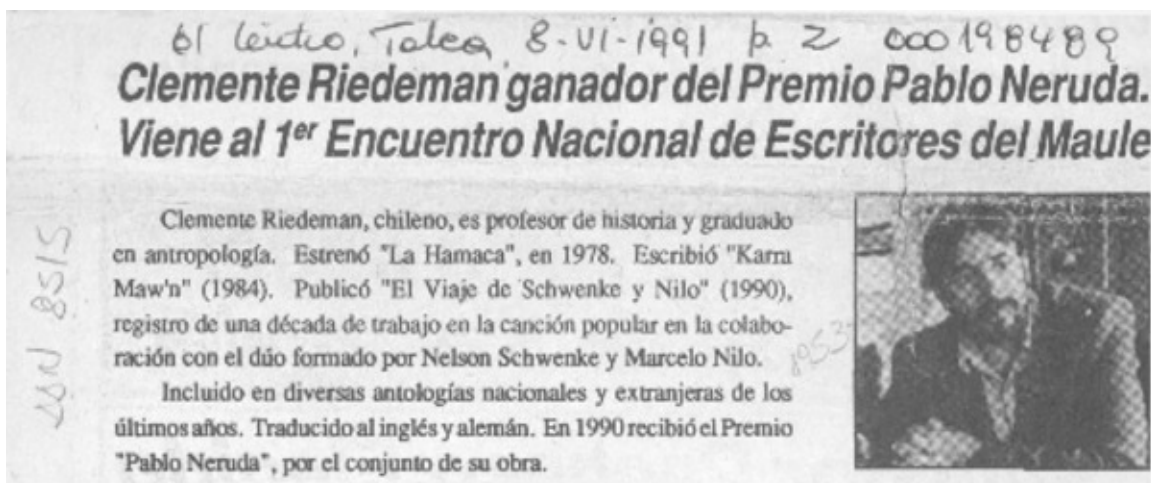 El Centro, Talca 8-VI-1991 p 2 000198489
Clemente Riedeman ganador del Premio Pablo Neruda.
Viene al 1er Encuentro Nacional de Escritores del Maule
Clemente Riedeman, chileno, es profesor de historia y graduado
en antropología. Estrenó "La Hamaca", en 1978. Escribió "Karra
Maw'n" (1984). Publicó "El Viaje de Schwenke y Nilo" (1990),
registro de una década de trabajo en la canción popular en la colabo-
ración con el dúo formado por Nelson Schwenke y Marcelo Nilo.
Incluido en diversas antologías nacionales y extranjeras de los
últimos años. Traducido al inglés y alemán. En 1990 recibió el Premio
"Pablo Neruda", por el conjunto de su obra.